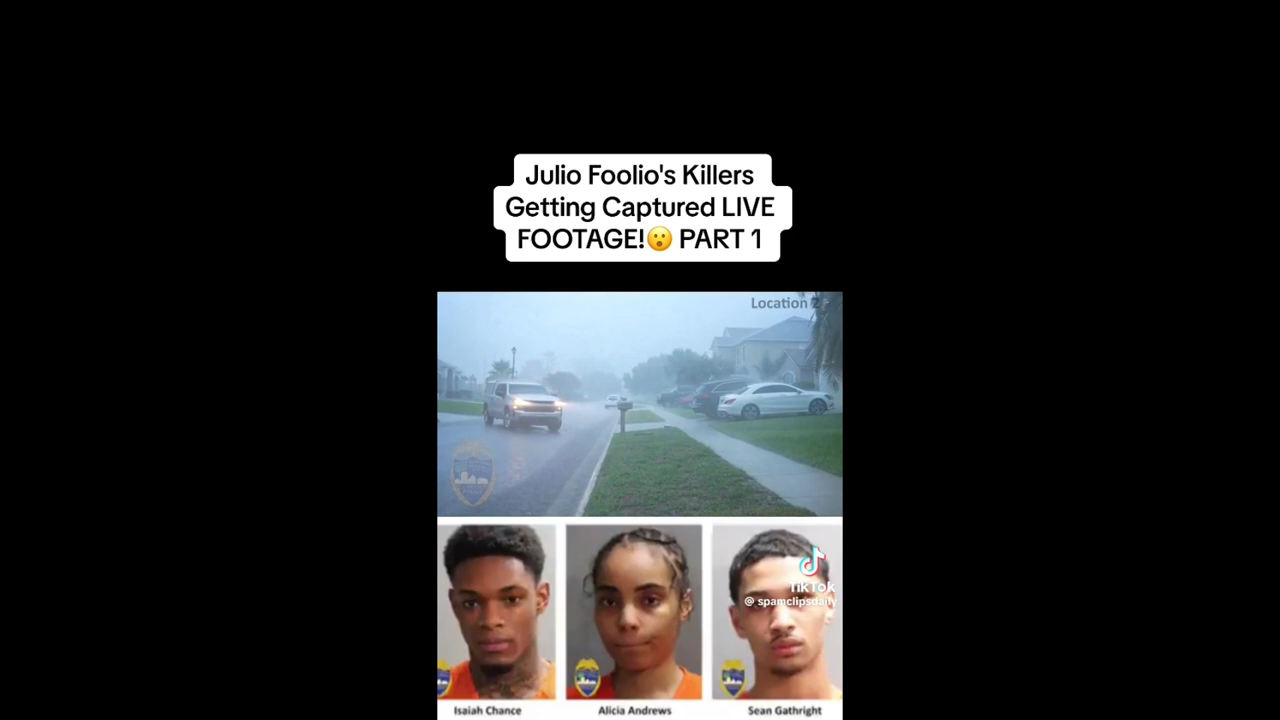 Julio Foolio's Killers
Getting Captured LIVE
FOOTAGE!😮 PART 1
Location 2
TikTok
@ spamclipsdaily
Isaiah Chance
Alicia Andrews
Sean Gathright